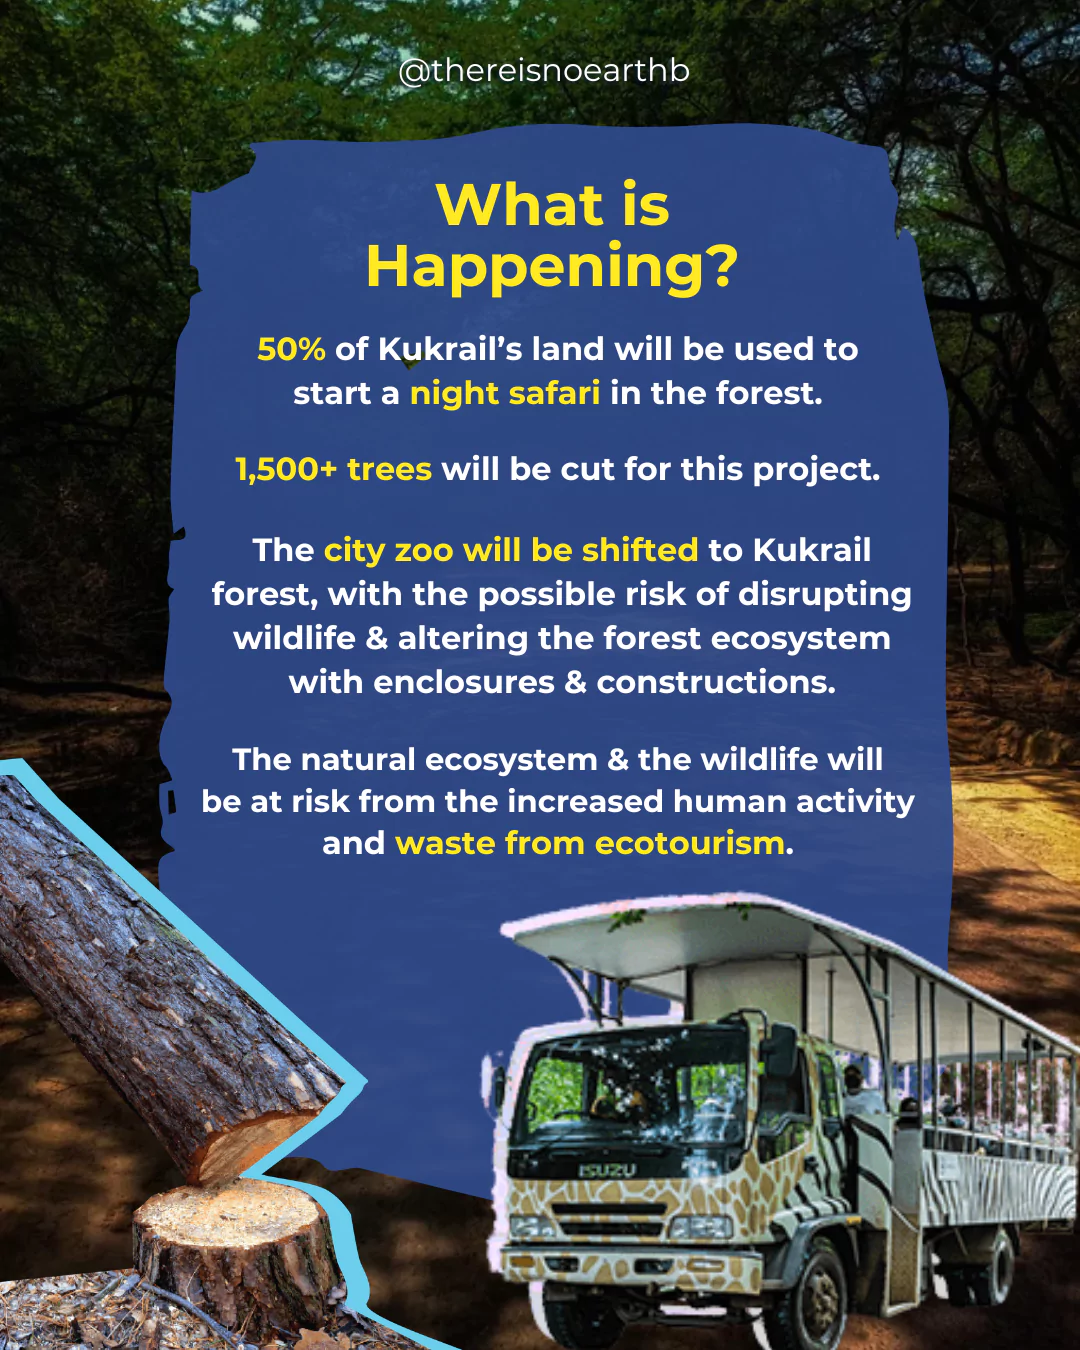 @thereisnoearthb
What is
Happening?
50% of Kukrail’s land will be used to
start a night safari in the forest.
1,500+ trees will be cut for this project.
The city zoo will be shifted to Kukrail
forest, with the possible risk of disrupting
wildlife & altering the forest ecosystem
with enclosures & constructions.
The natural ecosystem & the wildlife will
be at risk from the increased human activity
and waste from ecotourism.
ISUZU